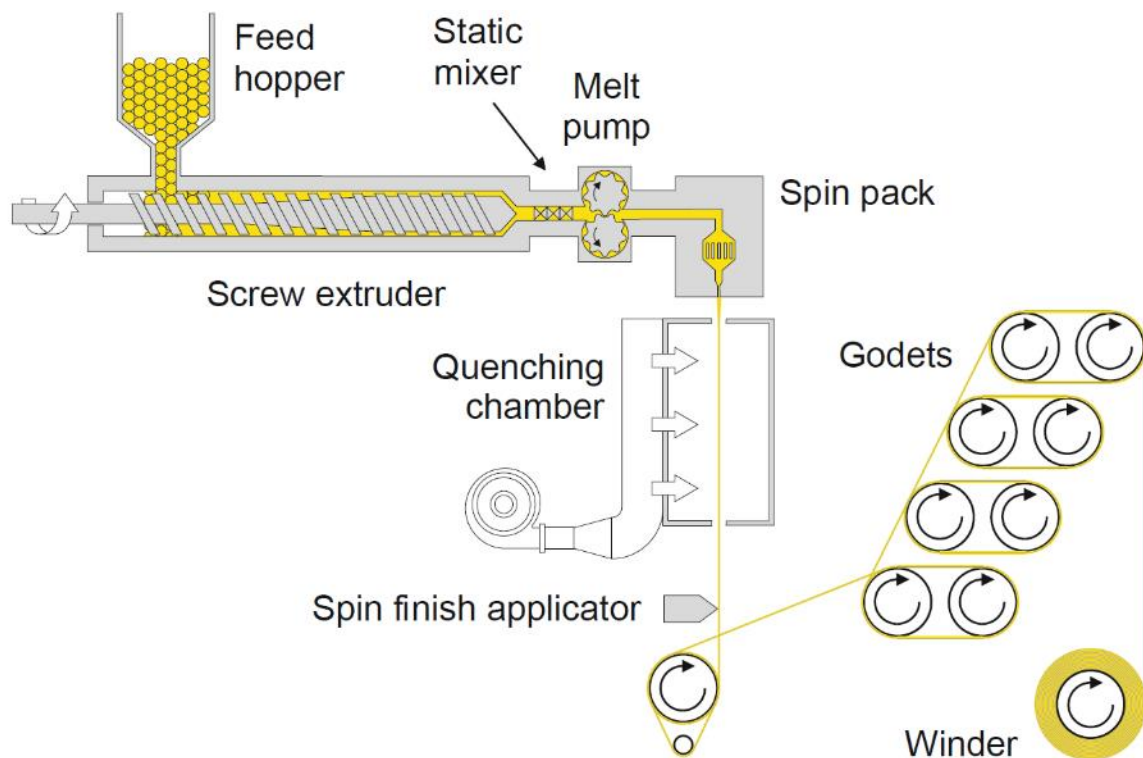 Feed
hopper
Static
mixer
Melt
pump
Spin pack
Screw extruder
Quenching
chamber
Godets
Spin finish applicator
Winder